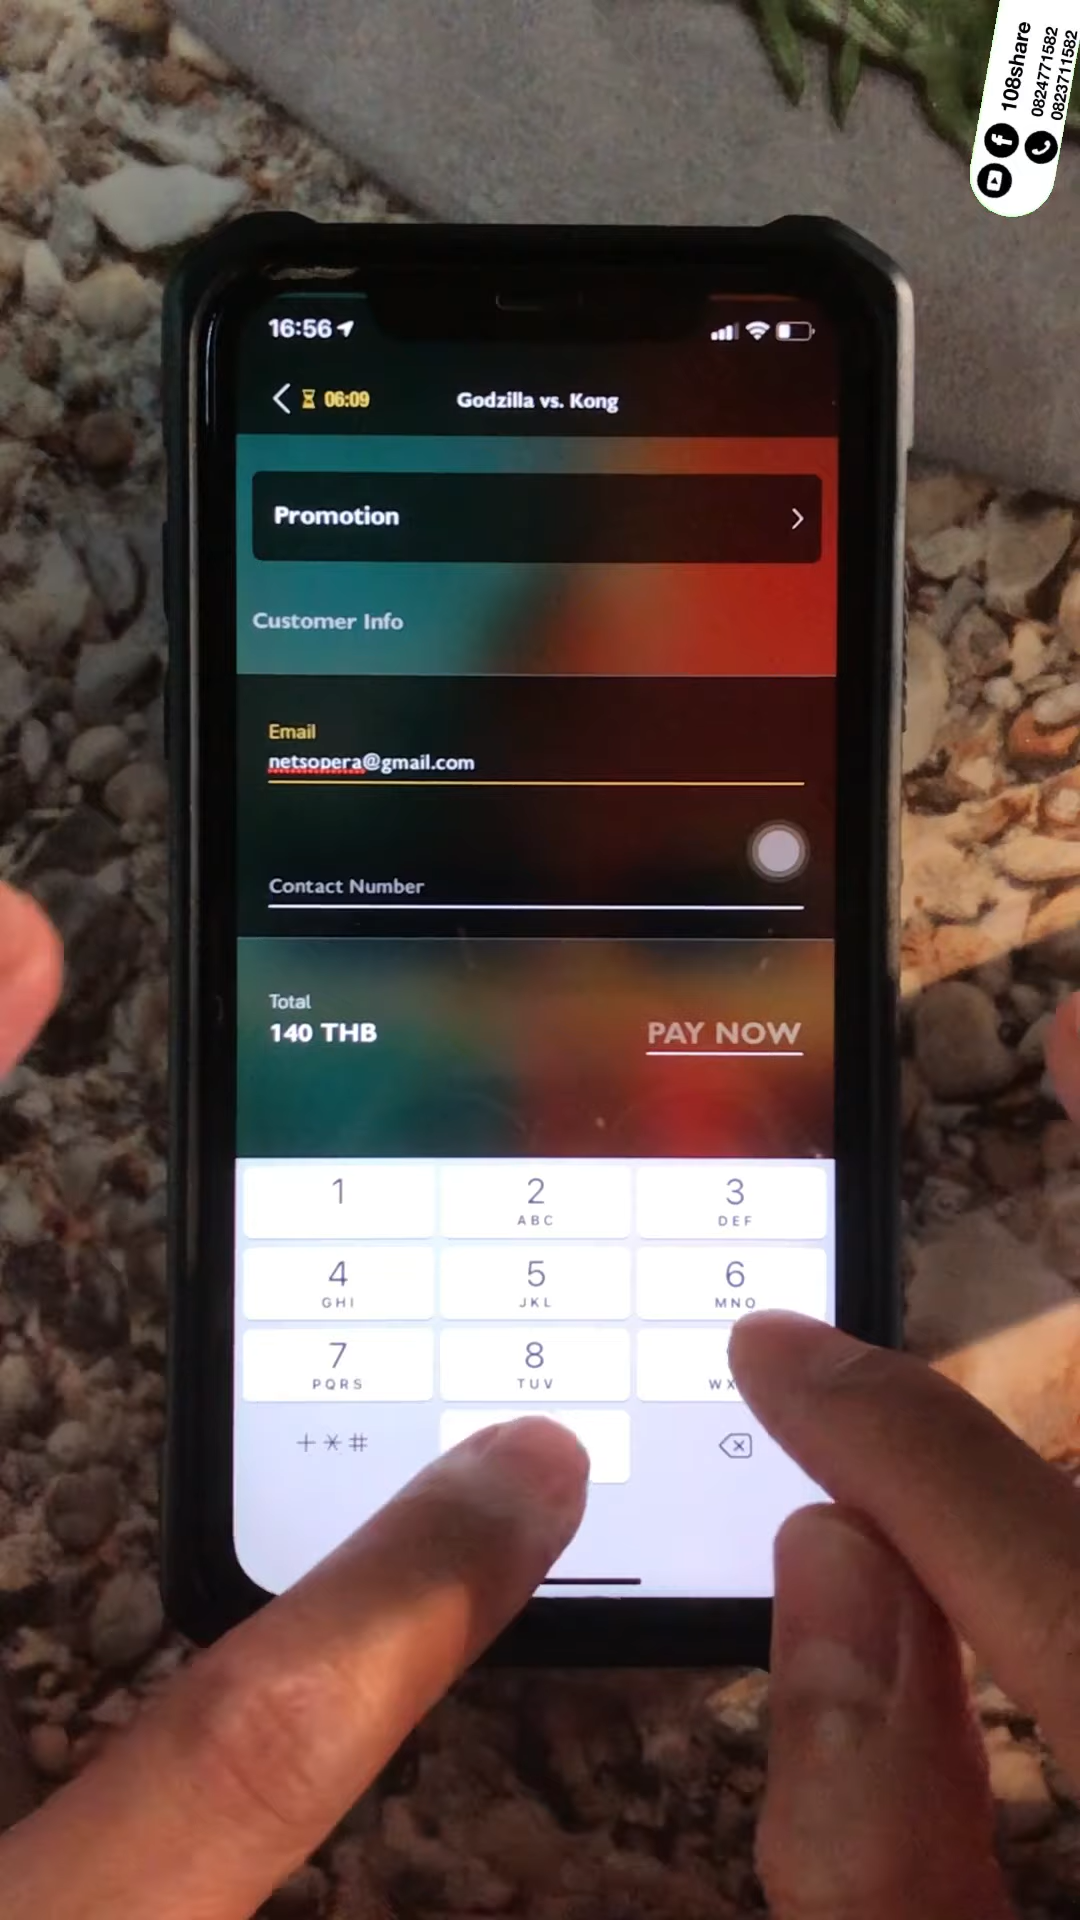 108share
0824771582
0823711582
16:56
06:09
Godzilla vs. Kong
Promotion
Customer Info
Email
netsopera@gmail.com
Contact Number
Total
140 THB
PAY NOW
1
2
ABC
3
DEF
4
GHI
5
JKL
6
MNO
7
PQRS
8
TUV
WX
+*#